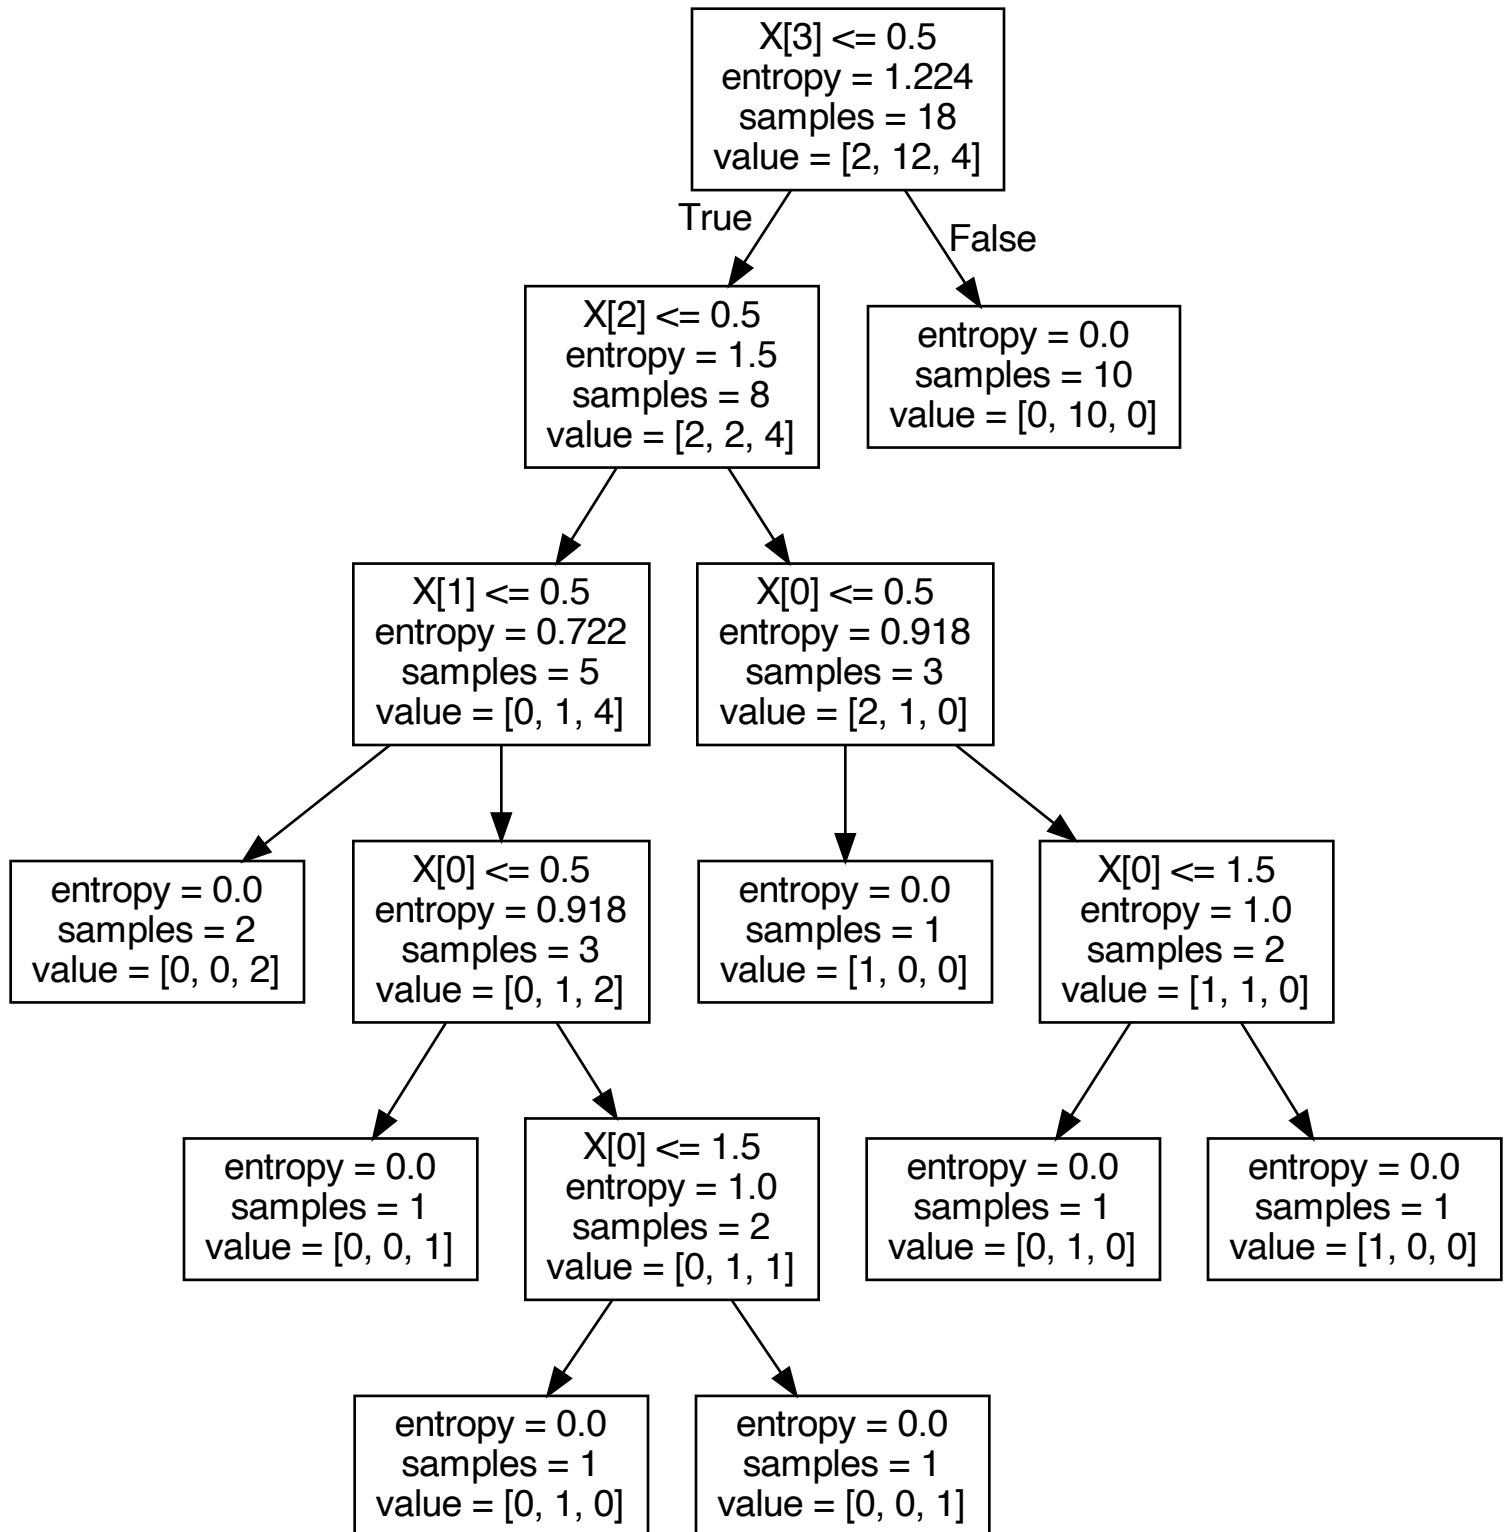 X[3] <= 0.5
entropy = 1.224
samples = 18
value = [2, 12, 4]
True
False
X[2] <= 0.5
entropy = 1.5
samples = 8
value = [2, 2, 4]
entropy = 0.0
samples = 10
value = [0, 10, 0]
X[1] <= 0.5
entropy = 0.722
samples = 5
value = [0, 1, 4]
X[0] <= 0.5
entropy = 0.918
samples = 3
value = [2, 1, 0]
entropy = 0.0
samples = 2
value = [0, 0, 2]
X[0] <= 0.5
entropy = 0.918
samples = 3
value = [0, 1, 2]
entropy = 0.0
samples = 1
value = [1, 0, 0]
X[0] <= 1.5
entropy = 1.0
samples = 2
value = [1, 1, 0]
entropy = 0.0
samples = 1
value = [0, 0, 1]
X[0] <= 1.5
entropy = 1.0
samples = 2
value = [0, 1, 1]
entropy = 0.0
samples = 1
value = [0, 1, 0]
entropy = 0.0
samples = 1
value = [1, 0, 0]
entropy = 0.0
samples = 1
value = [0, 1, 0]
entropy = 0.0
samples = 1
value = [0, 0, 1]